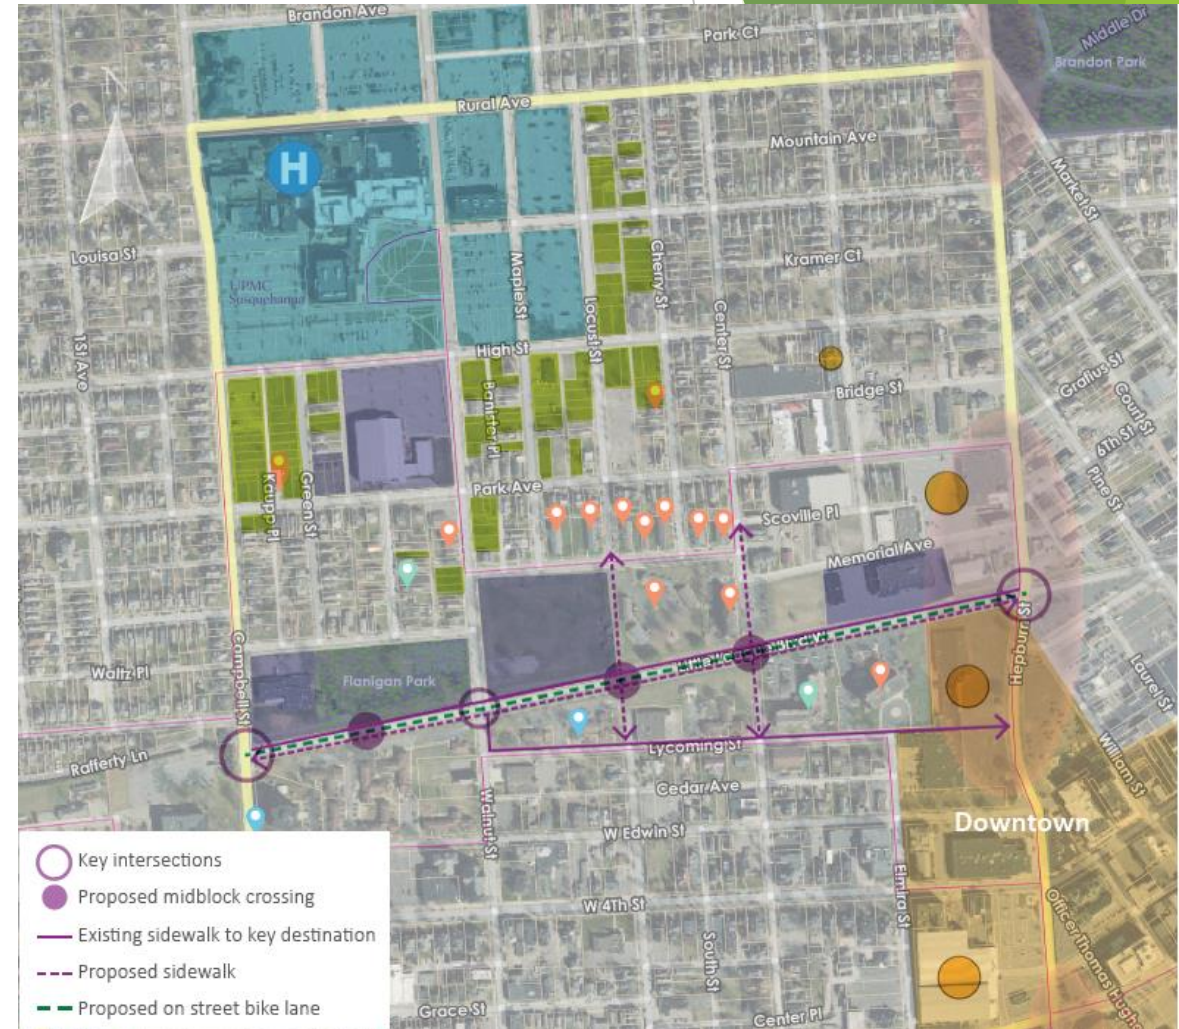 Brandon Ave
Park Ct
Middle Dr
Brandon Park
Rural Ave
Mountain Ave
H
Market St
Louisa St
Cherry St
Kramer Ct
UPMC
Susquehanna
Maple St
Locust St
Center St
1St Ave
High St
Grafius St
Bridge St
Court St
Banister Pl
6Th St
Pine St
Park Ave
Kaupp Pl
Green St
Scoville Pl
Memorial Ave
Hepburn St
Waltz Pl
Campbell St
Flanigan Park
Laurel St
Lycoming St
Rafferty Ln
William St
Cedar Ave
Walnut St
W Edwin St
Downtown
Elmira St
W 4Th St
South St
Officer Thomas Hugh
Grace St
Center Pl
Key intersections
Proposed midblock crossing
Existing sidewalk to key destination
Proposed sidewalk
Proposed on street bike lane